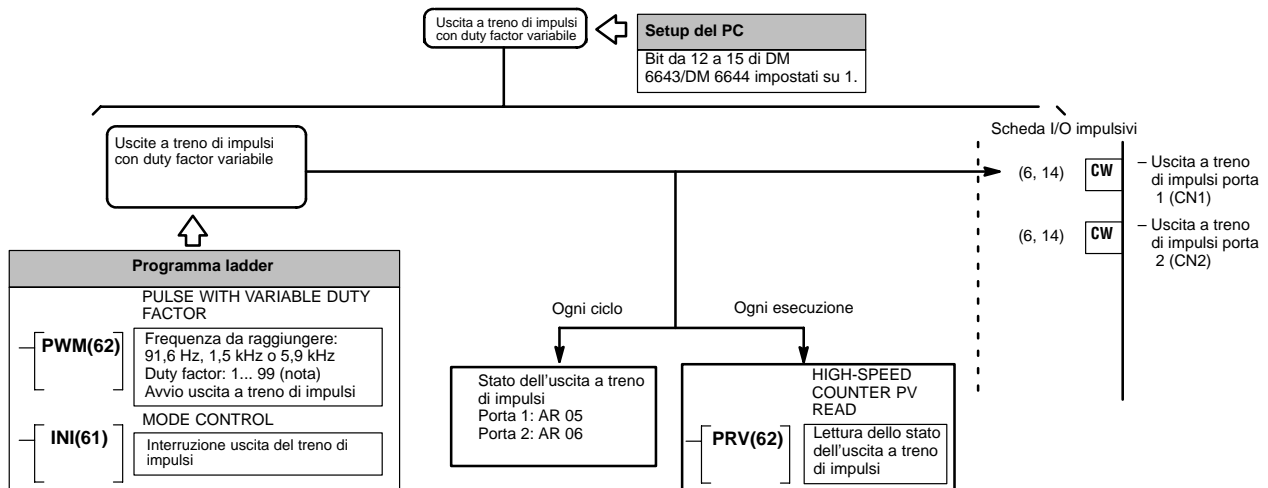 Uscita a treno di impulsi
con duty factor variabile
Setup del PC
Bit da 12 a 15 di DM
6643/DM 6644 impostati su 1.
Uscite a treno di impulsi
con duty factor variabile
Scheda I/O impulsivi
(6, 14)
CW
– Uscita a treno
di impulsi porta
1 (CN1)
(6, 14)
CW
– Uscita a treno
di impulsi porta
2 (CN2)
Programma ladder
PULSE WITH VARIABLE DUTY
FACTOR
PWM(62)
Frequenza da raggiungere:
91,6 Hz, 1,5 kHz o 5,9 kHz
Duty factor: 1... 99 (nota)
Avvio uscita a treno di impulsi
MODE CONTROL
INI(61)
Interruzione uscita del treno di
impulsi
Ogni ciclo
Ogni esecuzione
Stato dell'uscita a treno
di impulsi
Porta 1: AR 05
Porta 2: AR 06
HIGH-SPEED
COUNTER PV
READ
PRV(62)
Lettura dello stato
dell'uscita a treno
di impulsi